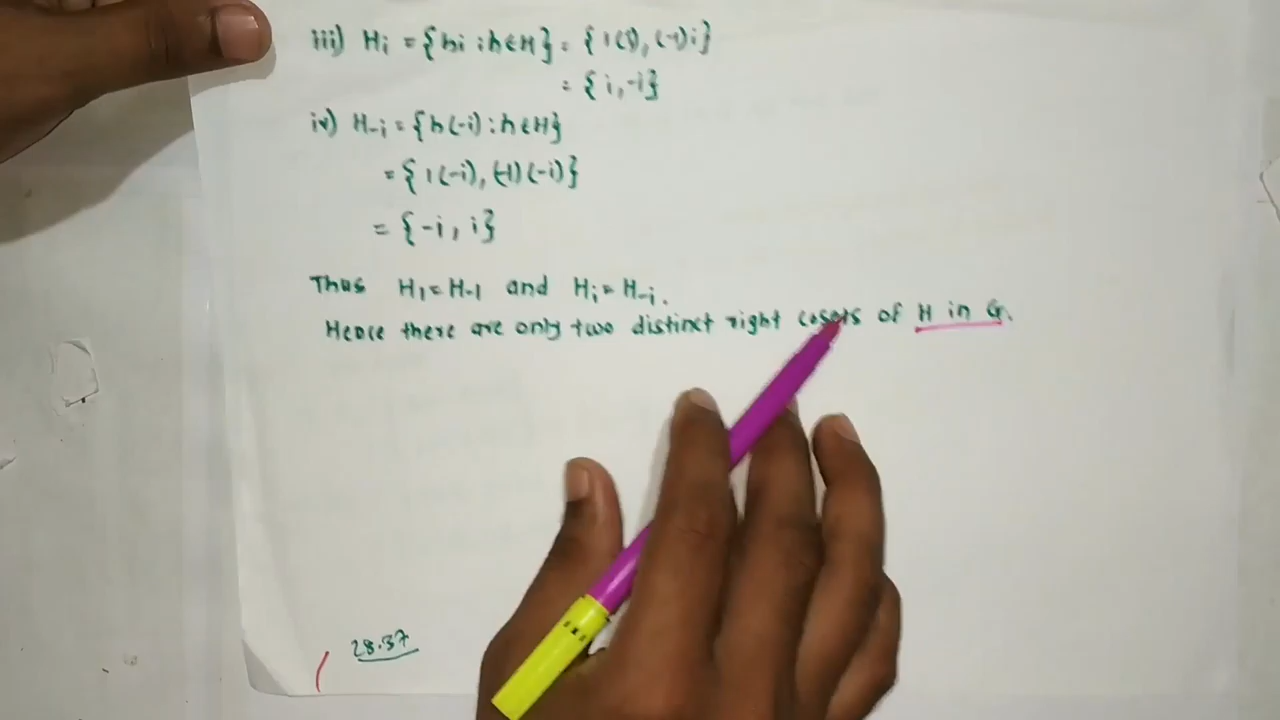 iii) Hi = {hi : h∈H} = {1(i), (-1)i}
= {i, -i}
iv) H-i = {h(-i) : h∈H}
= {1(-i), (-1)(-i)}
= {-i, i}
Thus H1 = H-1 and Hi = H-i.
Hence there are only two distinct right cosets of H in G.
28.37